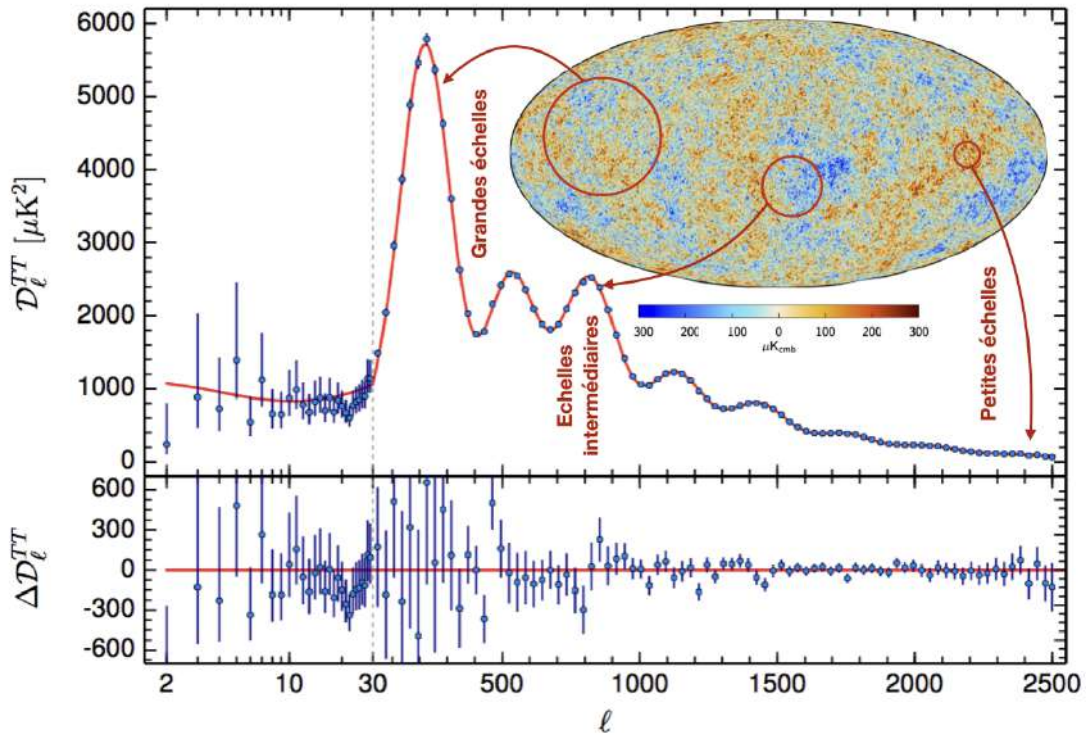 6000
5000
4000
3000
2000
1000
0
𝒟ℓᵀᵀ [μK²]
Grandes échelles
Echelles
intermédiaires
Petites échelles
300 200 100 0 100 200 300
μKcmb
600
300
0
-300
-600
Δ𝒟ℓᵀᵀ
2 10 30 500 1000 1500 2000 2500
ℓ